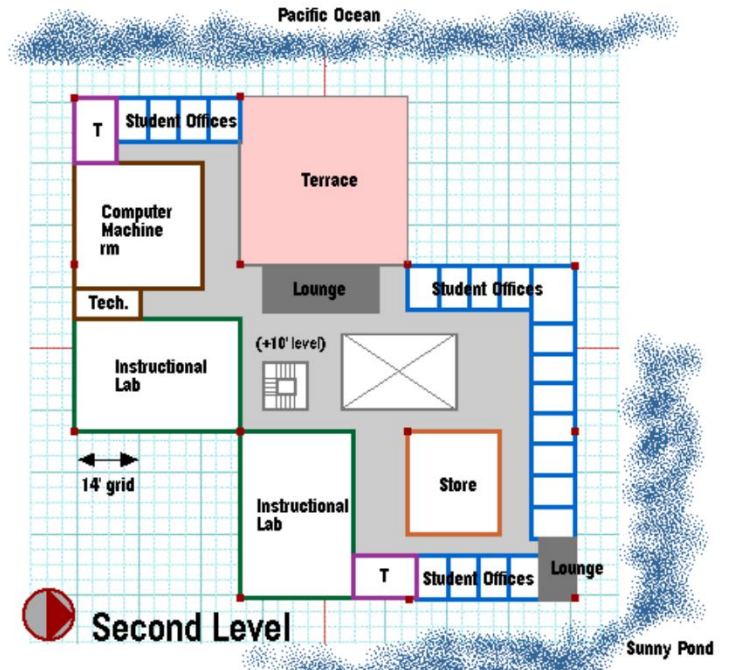 Pacific Ocean
T
Student Offices
Terrace
Computer
Machine
rm
Tech.
Lounge
Student Offices
(+10' level)
Instructional
Lab
14' grid
Instructional
Lab
Store
T
Student Offices
Lounge
Second Level
Sunny Pond